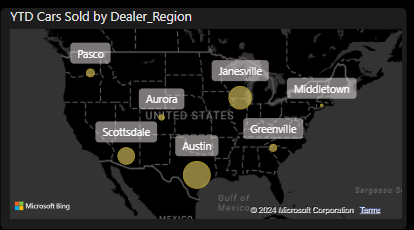 YTD Cars Sold by Dealer_Region
Pasco
Janesville
Aurora
Middletown
UNITED STATES
Scottsdale
Austin
Greenville
Gulf of
Mexico
Sargasso Sea
MEXICO
Microsoft Bing
© 2024 Microsoft Corporation Terms